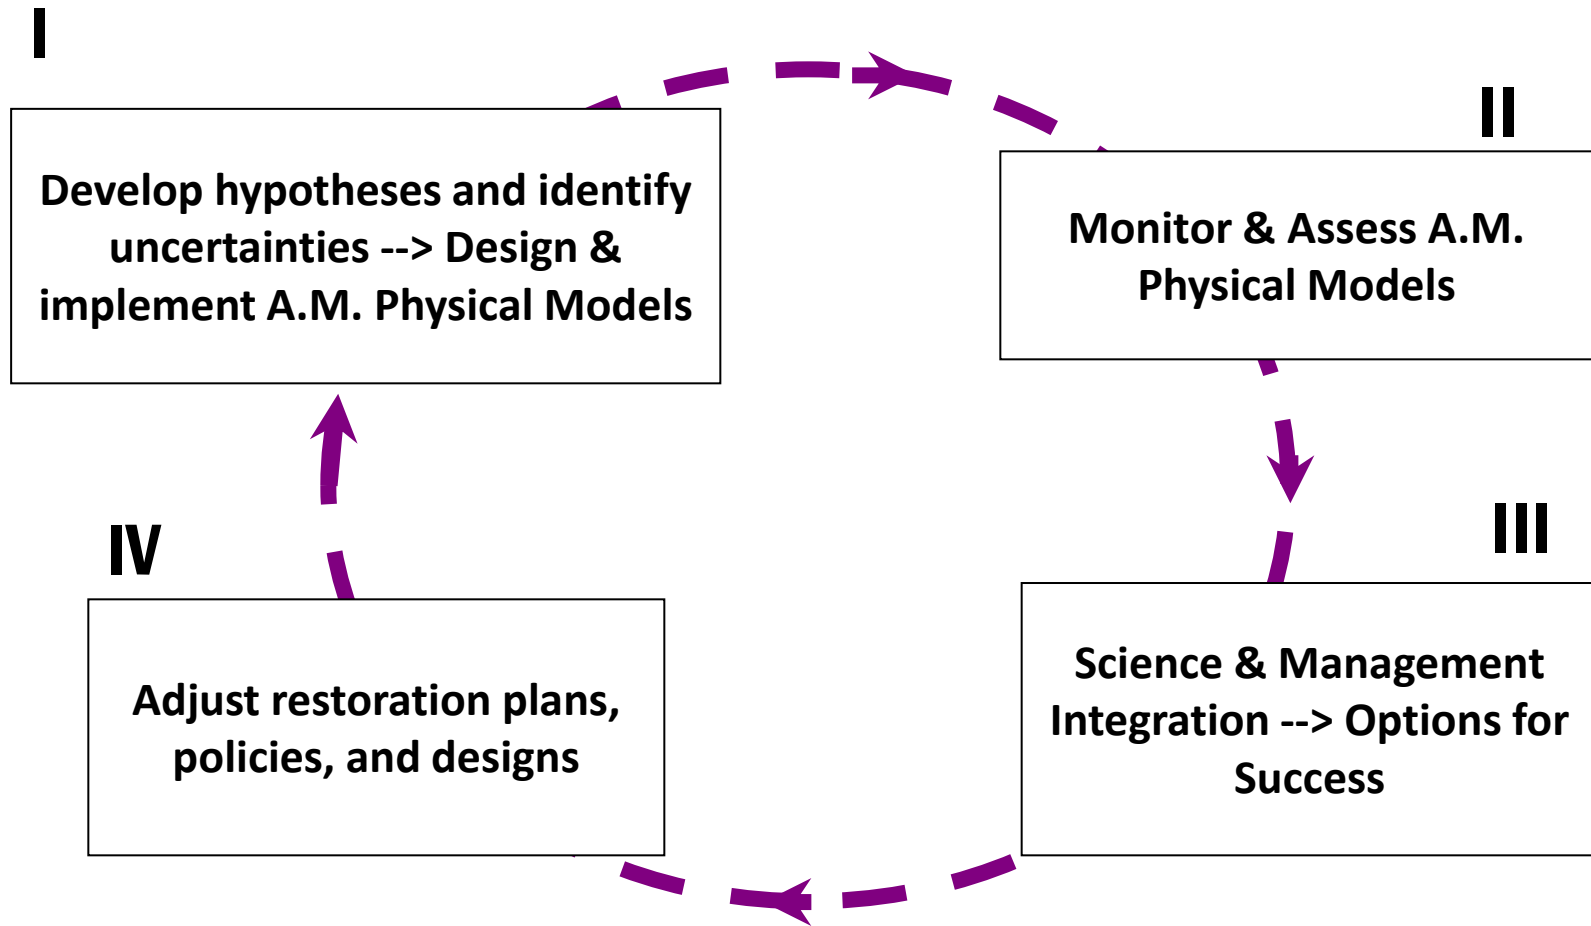 I
Develop hypotheses and identify
uncertainties --> Design &
implement A.M. Physical Models
II
Monitor & Assess A.M.
Physical Models
III
Science & Management
Integration --> Options for
Success
IV
Adjust restoration plans,
policies, and designs